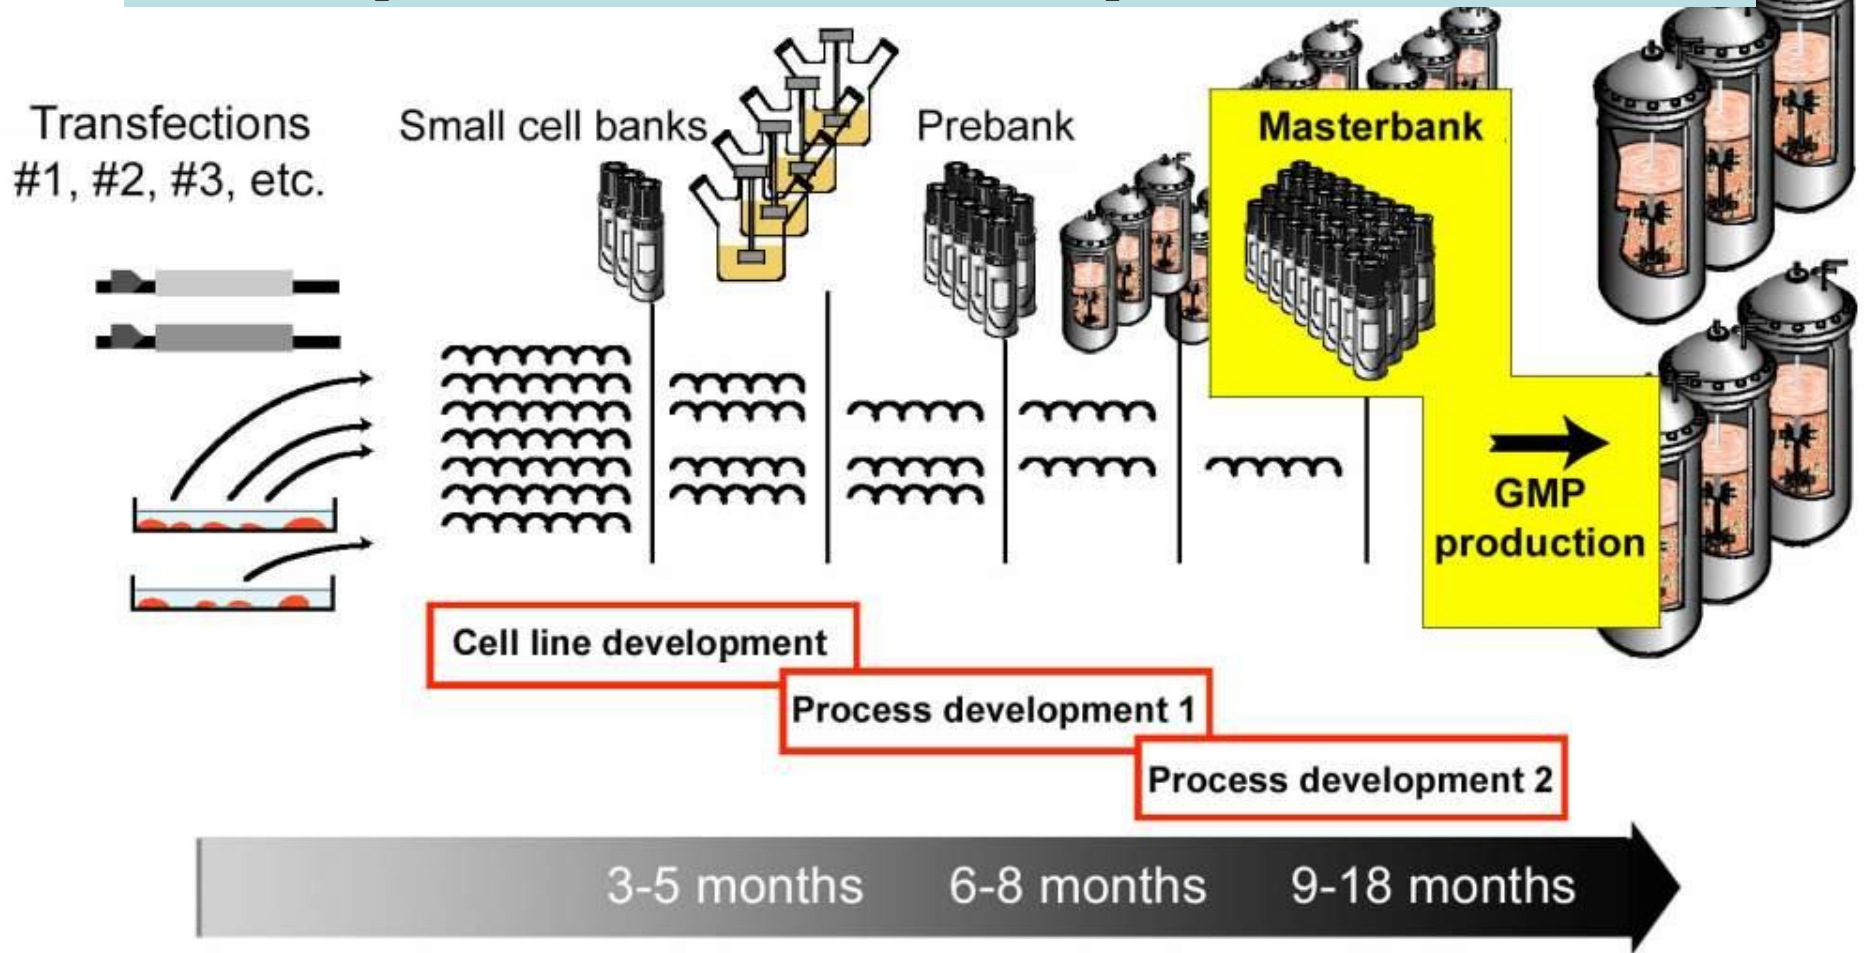 Transfections
#1, #2, #3, etc.
Small cell banks
Prebank
Masterbank
GMP
production
Cell line development
Process development 1
Process development 2
3-5 months
6-8 months
9-18 months